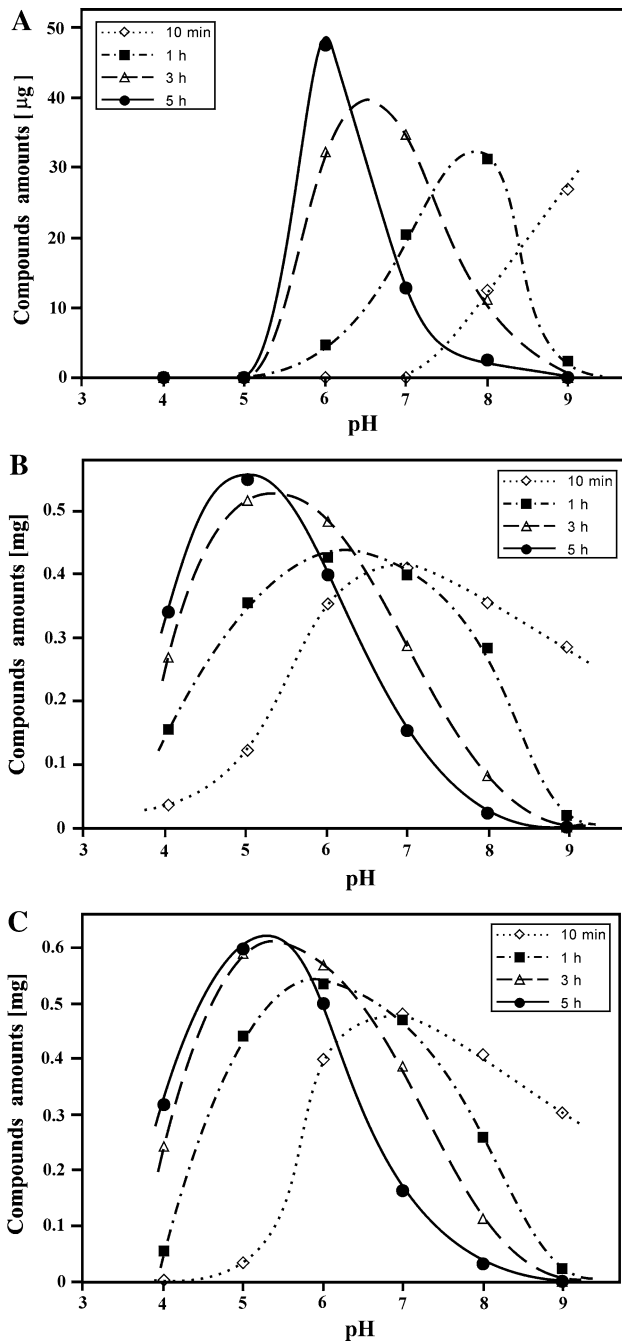 A
Compounds amounts [µg]
50
40
30
20
10
0
10 min
1 h
3 h
5 h
3 4 5 6 7 8 9
pH
B
Compounds amounts [mg]
0.5
0.4
0.3
0.2
0.1
0
10 min
1 h
3 h
5 h
3 4 5 6 7 8 9
pH
C
Compounds amounts [mg]
0.6
0.5
0.4
0.3
0.2
0.1
0
10 min
1 h
3 h
5 h
3 4 5 6 7 8 9
pH